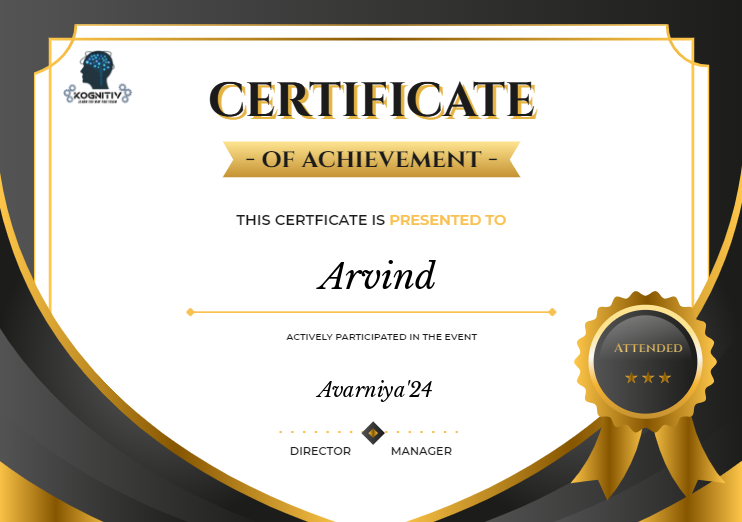 KOGNITIV
LEARN THE WAY YOU THINK
CERTIFICATE
- OF ACHIEVEMENT -
THIS CERTFICATE IS PRESENTED TO
Arvind
ACTIVELY PARTICIPATED IN THE EVENT
Attended
Avarniya'24
DIRECTOR MANAGER